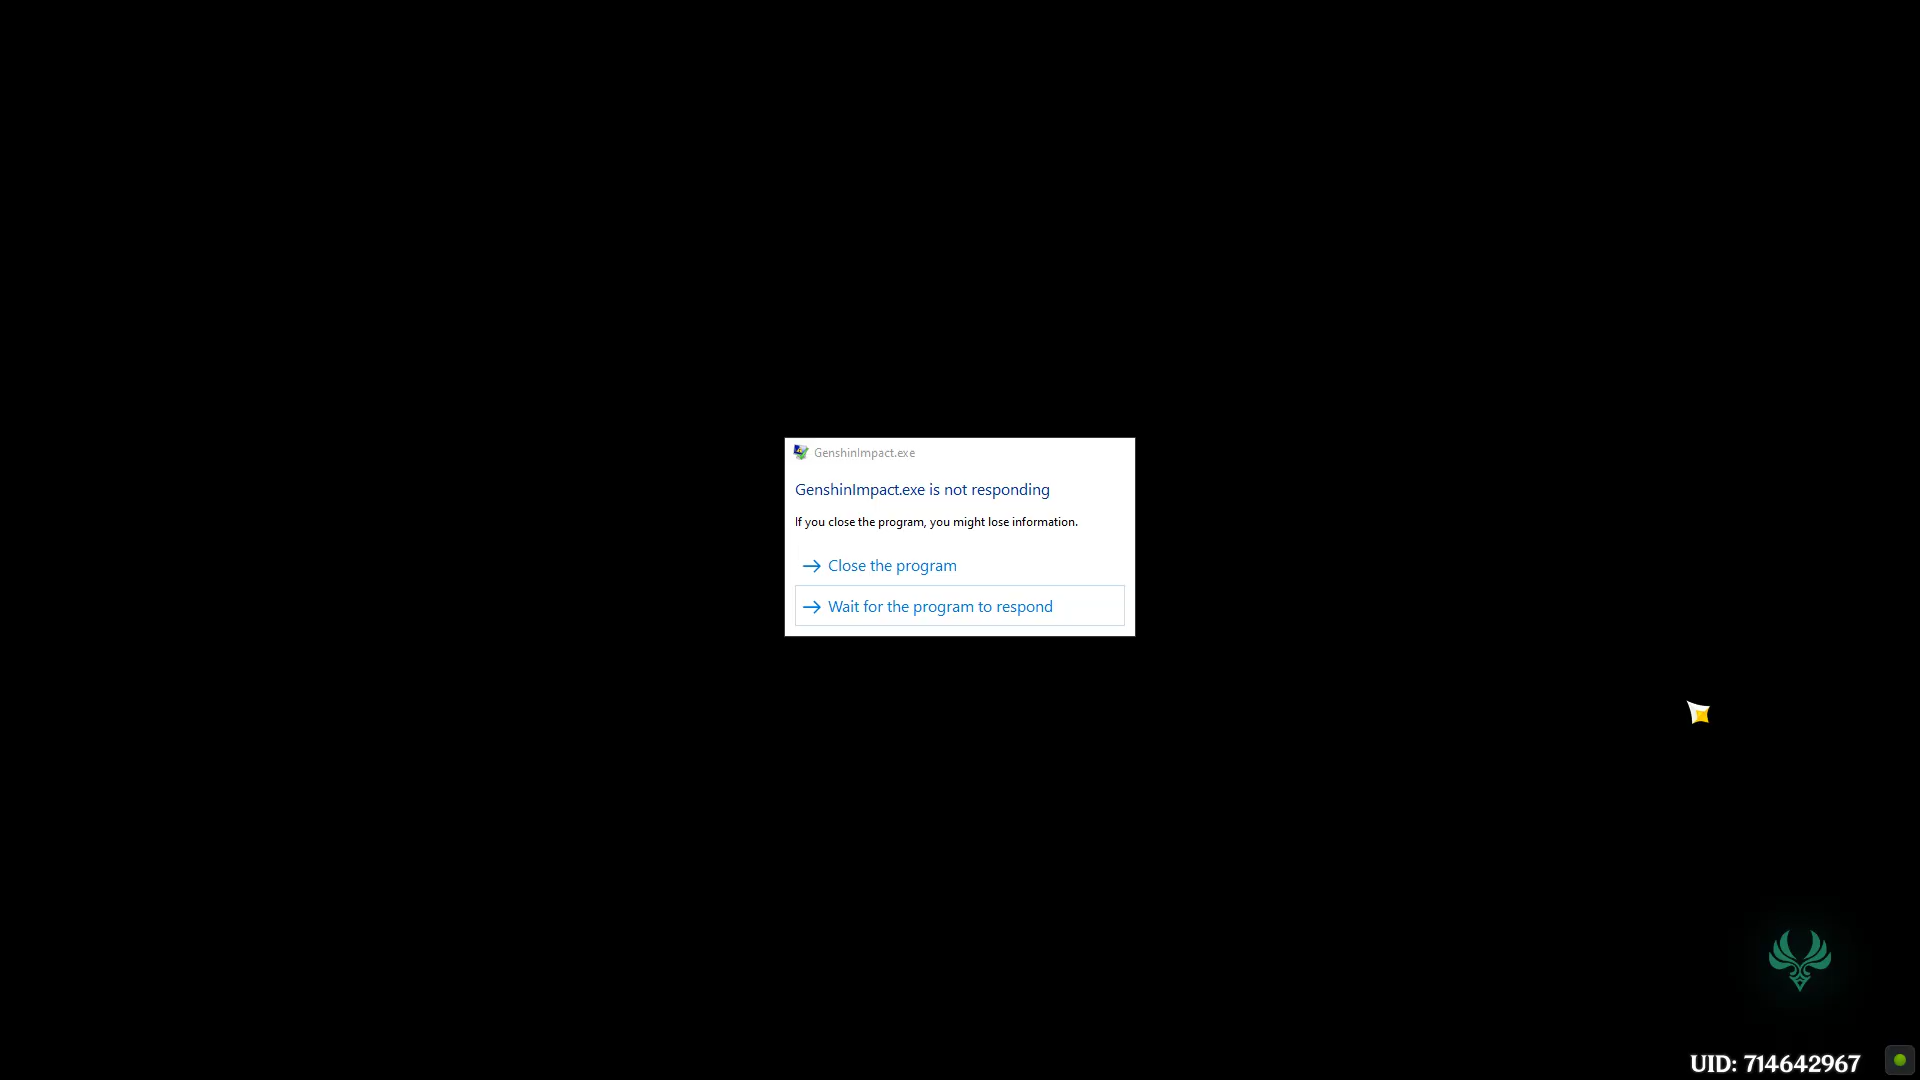 GenshinImpact.exe
GenshinImpact.exe is not responding
If you close the program, you might lose information.
Close the program
Wait for the program to respond
UID: 714642967